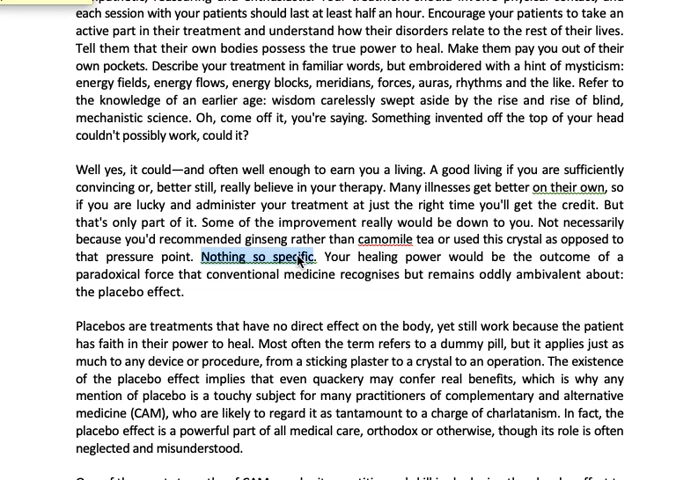 each session with your patients should last at least half an hour. Encourage your patients to take an
active part in their treatment and understand how their disorders relate to the rest of their lives.
Tell them that their own bodies possess the true power to heal. Make them pay you out of their
own pockets. Describe your treatment in familiar words, but embroidered with a hint of mysticism:
energy fields, energy flows, energy blocks, meridians, forces, auras, rhythms and the like. Refer to
the knowledge of an earlier age: wisdom carelessly swept aside by the rise and rise of blind,
mechanistic science. Oh, come off it, you're saying. Something invented off the top of your head
couldn't possibly work, could it?
Well yes, it could—and often well enough to earn you a living. A good living if you are sufficiently
convincing or, better still, really believe in your therapy. Many illnesses get better on their own, so
if you are lucky and administer your treatment at just the right time you'll get the credit. But
that's only part of it. Some of the improvement really would be down to you. Not necessarily
because you'd recommended ginseng rather than camomile tea or used this crystal as opposed to
that pressure point. Nothing so specific. Your healing power would be the outcome of a
paradoxical force that conventional medicine recognises but remains oddly ambivalent about:
the placebo effect.
Placebos are treatments that have no direct effect on the body, yet still work because the patient
has faith in their power to heal. Most often the term refers to a dummy pill, but it applies just as
much to any device or procedure, from a sticking plaster to a crystal to an operation. The existence
of the placebo effect implies that even quackery may confer real benefits, which is why any
mention of placebo is a touchy subject for many practitioners of complementary and alternative
medicine (CAM), who are likely to regard it as tantamount to a charge of charlatanism. In fact, the
placebo effect is a powerful part of all medical care, orthodox or otherwise, though its role is often
neglected and misunderstood.